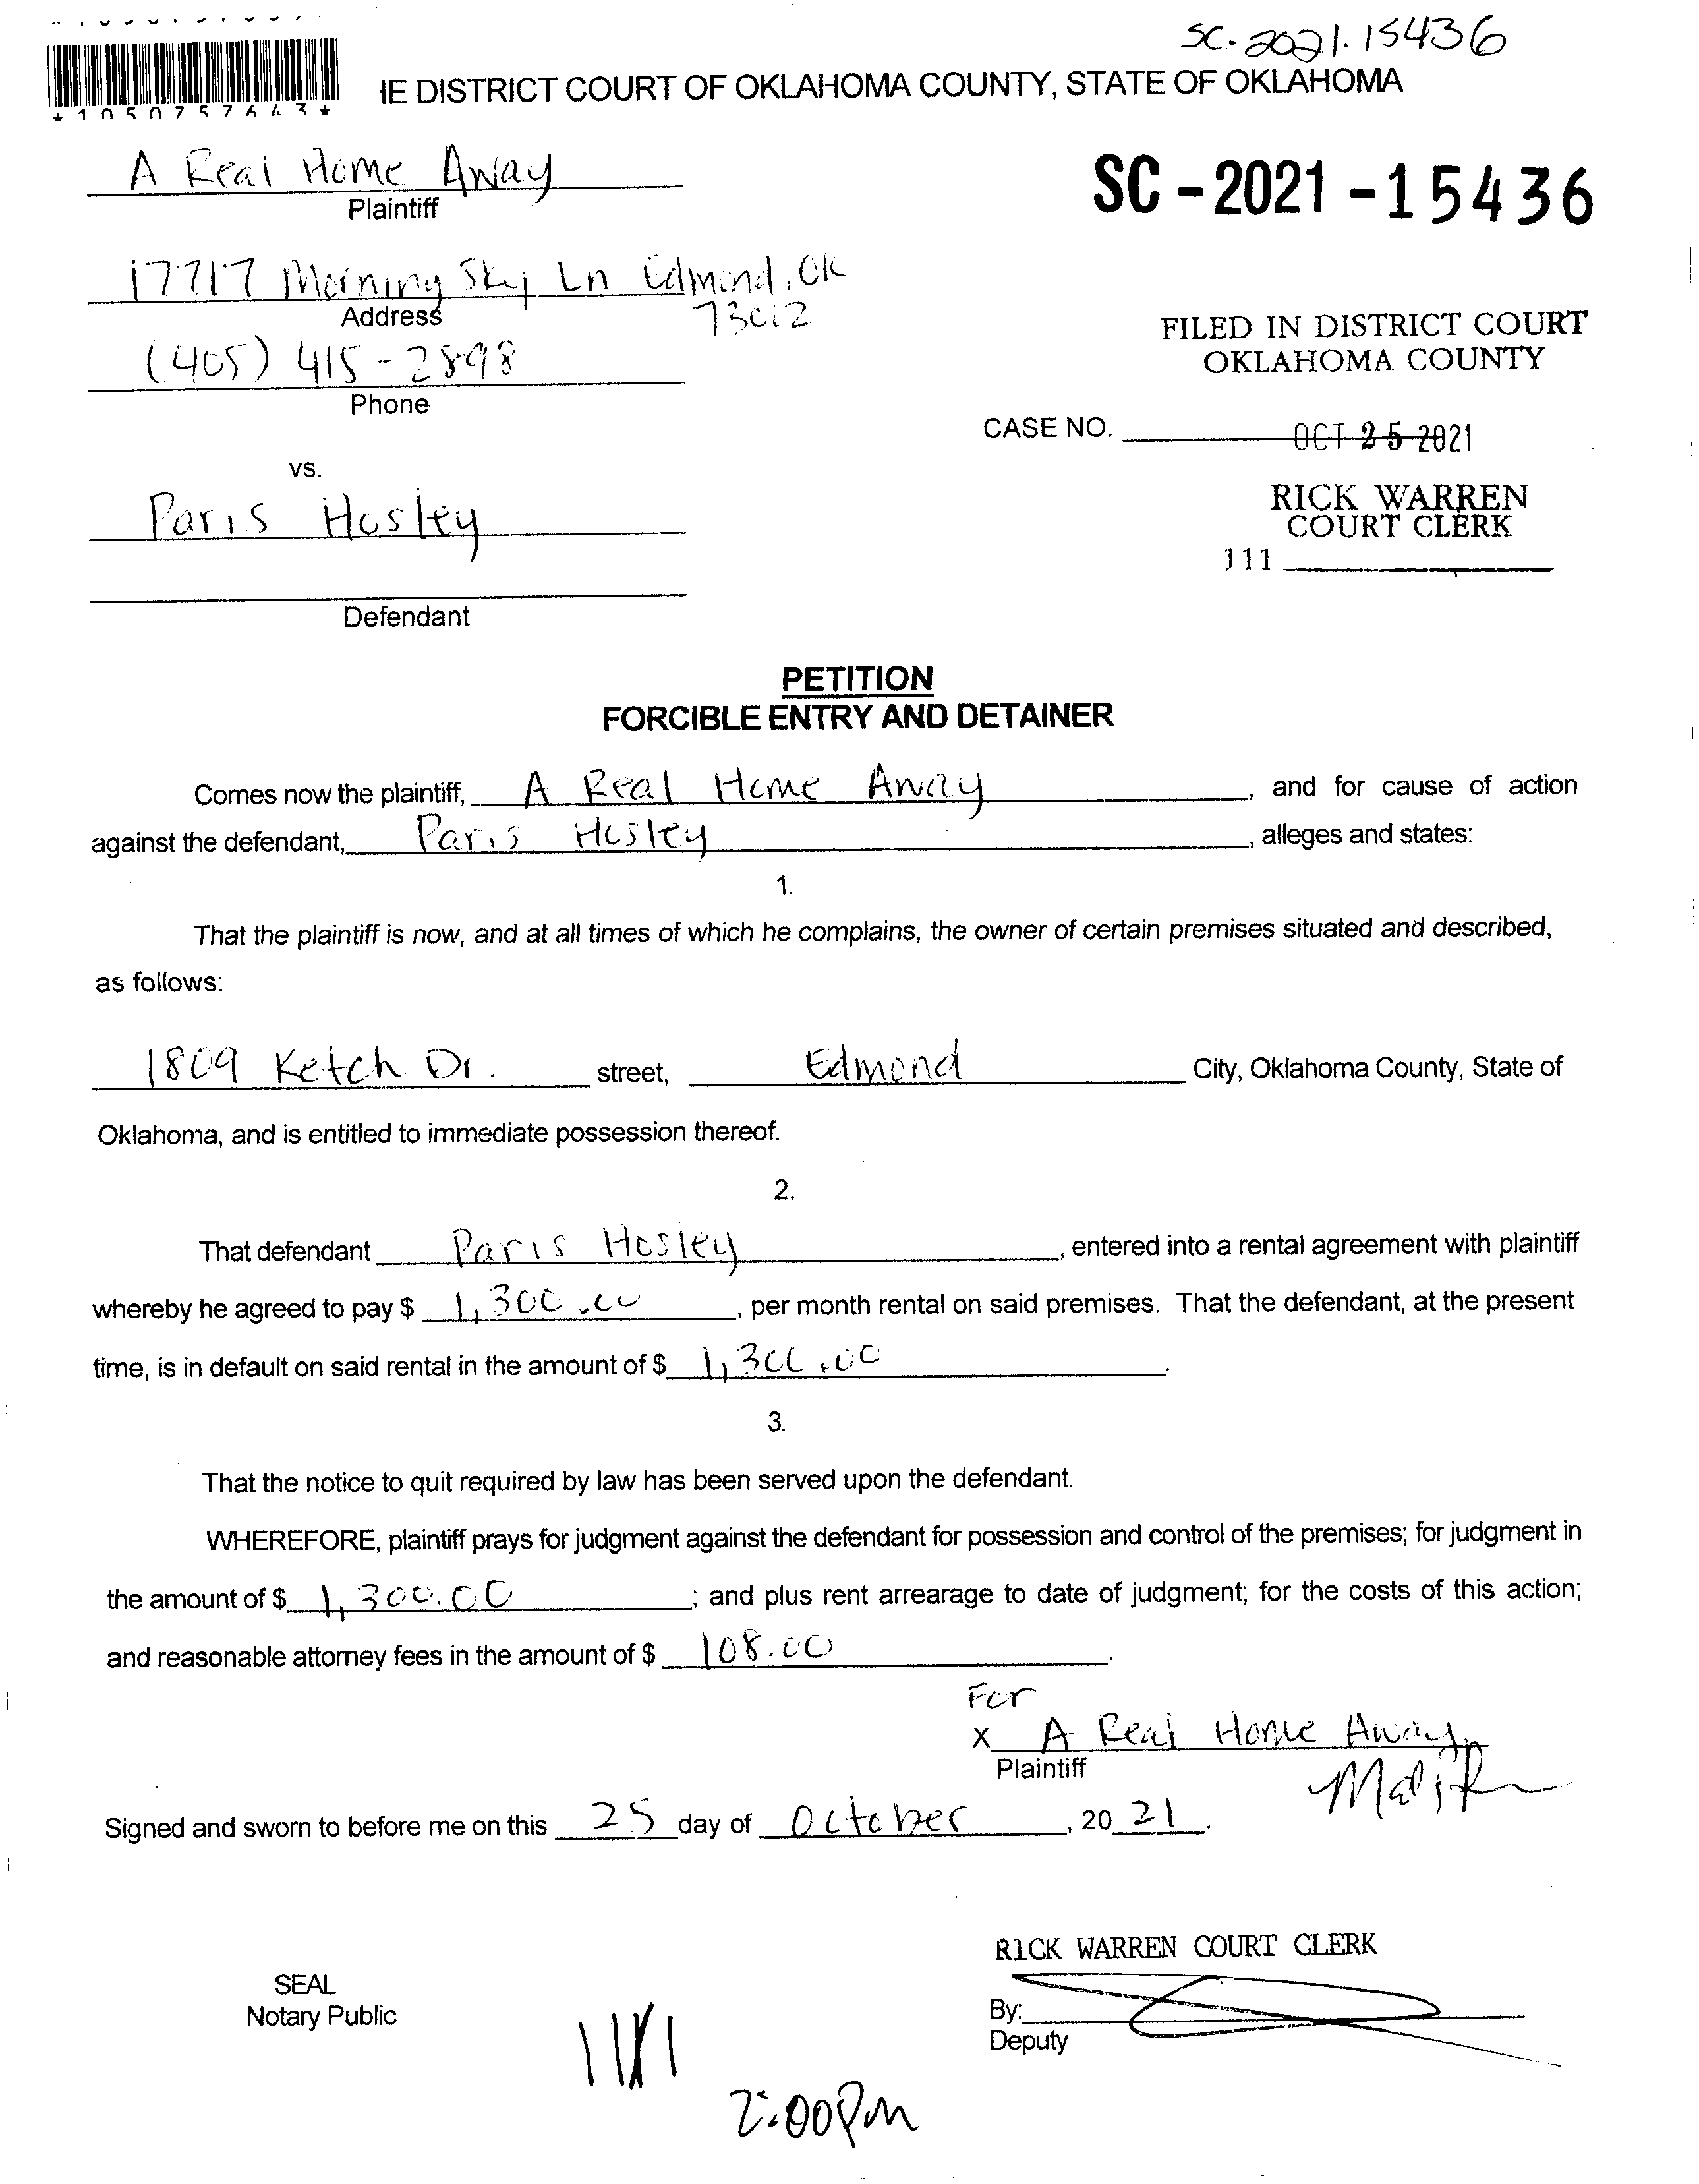 SC-2021-15436
*1050757643*
IE DISTRICT COURT OF OKLAHOMA COUNTY, STATE OF OKLAHOMA
A Real Home Away
Plaintiff
SC-2021-15436
17717 Morning Sky Ln Edmond, OK
73012
Address
(405) 415-2898
Phone
FILED IN DISTRICT COURT
OKLAHOMA COUNTY
CASE NO.
OCT 25 2021
vs.
Paris Hosley
RICK WARREN
COURT CLERK
111
Defendant
PETITION
FORCIBLE ENTRY AND DETAINER
Comes now the plaintiff, A Real Home Away, and for cause of action
against the defendant, Paris Hosley, alleges and states:
1.
That the plaintiff is now, and at all times of which he complains, the owner of certain premises situated and described,
as follows:
1809 Ketch Dr. street, Edmond City, Oklahoma County, State of
Oklahoma, and is entitled to immediate possession thereof.
2.
That defendant Paris Hosley, entered into a rental agreement with plaintiff
whereby he agreed to pay $ 1,300.00, per month rental on said premises. That the defendant, at the present
time, is in default on said rental in the amount of $ 1,300.00.
3.
That the notice to quit required by law has been served upon the defendant.
WHEREFORE, plaintiff prays for judgment against the defendant for possession and control of the premises; for judgment in
the amount of $ 1,300.00; and plus rent arrearage to date of judgment; for the costs of this action;
and reasonable attorney fees in the amount of $ 108.00.
For
x A Real Home Away
Plaintiff
Signed and sworn to before me on this 25 day of October, 20 21.
RICK WARREN COURT CLERK
SEAL
Notary Public
By:
Deputy
2:00PM